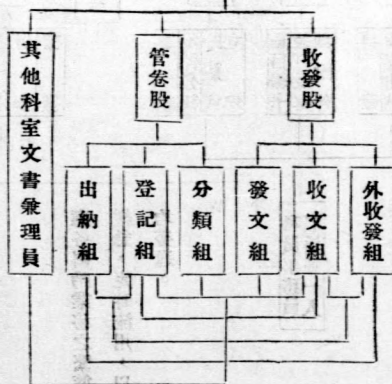 收發股
管卷股
其他科室文書兼理員
外收發組
收文組
發文組
分類組
登記組
出納組